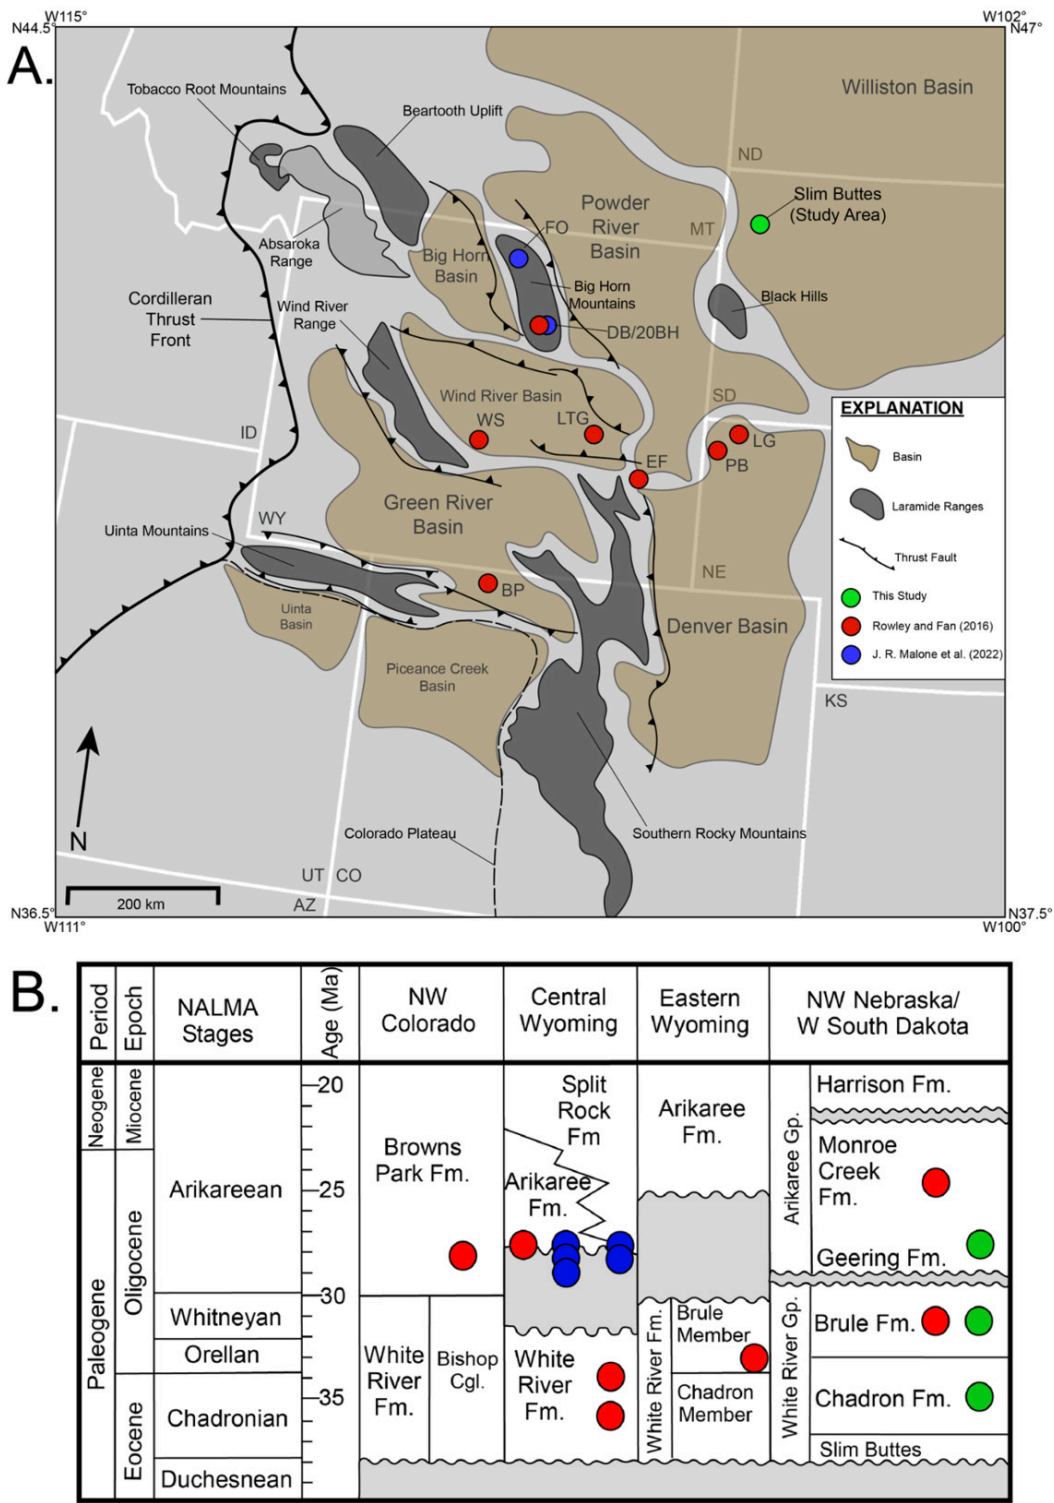 W115°
W102°
N44.5°
N47°
A.
Tobacco Root Mountains
Beartooth Uplift
Williston Basin
ND
Slim Buttes
(Study Area)
Powder
River
Basin
MT
FO
Absaroka
Range
Big Horn
Basin
Big Horn
Mountains
Black Hills
Cordilleran
Thrust
Front
Wind River
Range
DB/20BH
Wind River Basin
SD
EXPLANATION
WS
LTG
LG
PB
ID
EF
Basin
Green River
Basin
Laramide Ranges
WY
Uinta Mountains
Thrust Fault
NE
BP
This Study
Uinta
Basin
Denver Basin
Rowley and Fan (2016)
J. R. Malone et al. (2022)
Piceance Creek
Basin
KS
N
Colorado Plateau
Southern Rocky Mountains
UT
CO
200 km
AZ
N36.5°
N37.5°
W111°
W100°
B.
Period
Epoch
NALMA
Stages
Age (Ma)
NW
Colorado
Central
Wyoming
Eastern
Wyoming
NW Nebraska/
W South Dakota
Neogene
Miocene
Paleogene
Oligocene
Eocene
Arikareean
Whitneyan
Orellan
Chadronian
Duchesnean
20
25
30
35
Browns
Park Fm.
White
River
Fm.
Bishop
Cgl.
Split
Rock
Fm
Arikaree
Fm.
White
River
Fm.
Arikaree
Fm.
White River Fm.
Brule
Member
Chadron
Member
Arikaree Gp.
Harrison Fm.
Monroe
Creek
Fm.
Geering Fm.
White River Gp.
Brule Fm.
Chadron Fm.
Slim Buttes